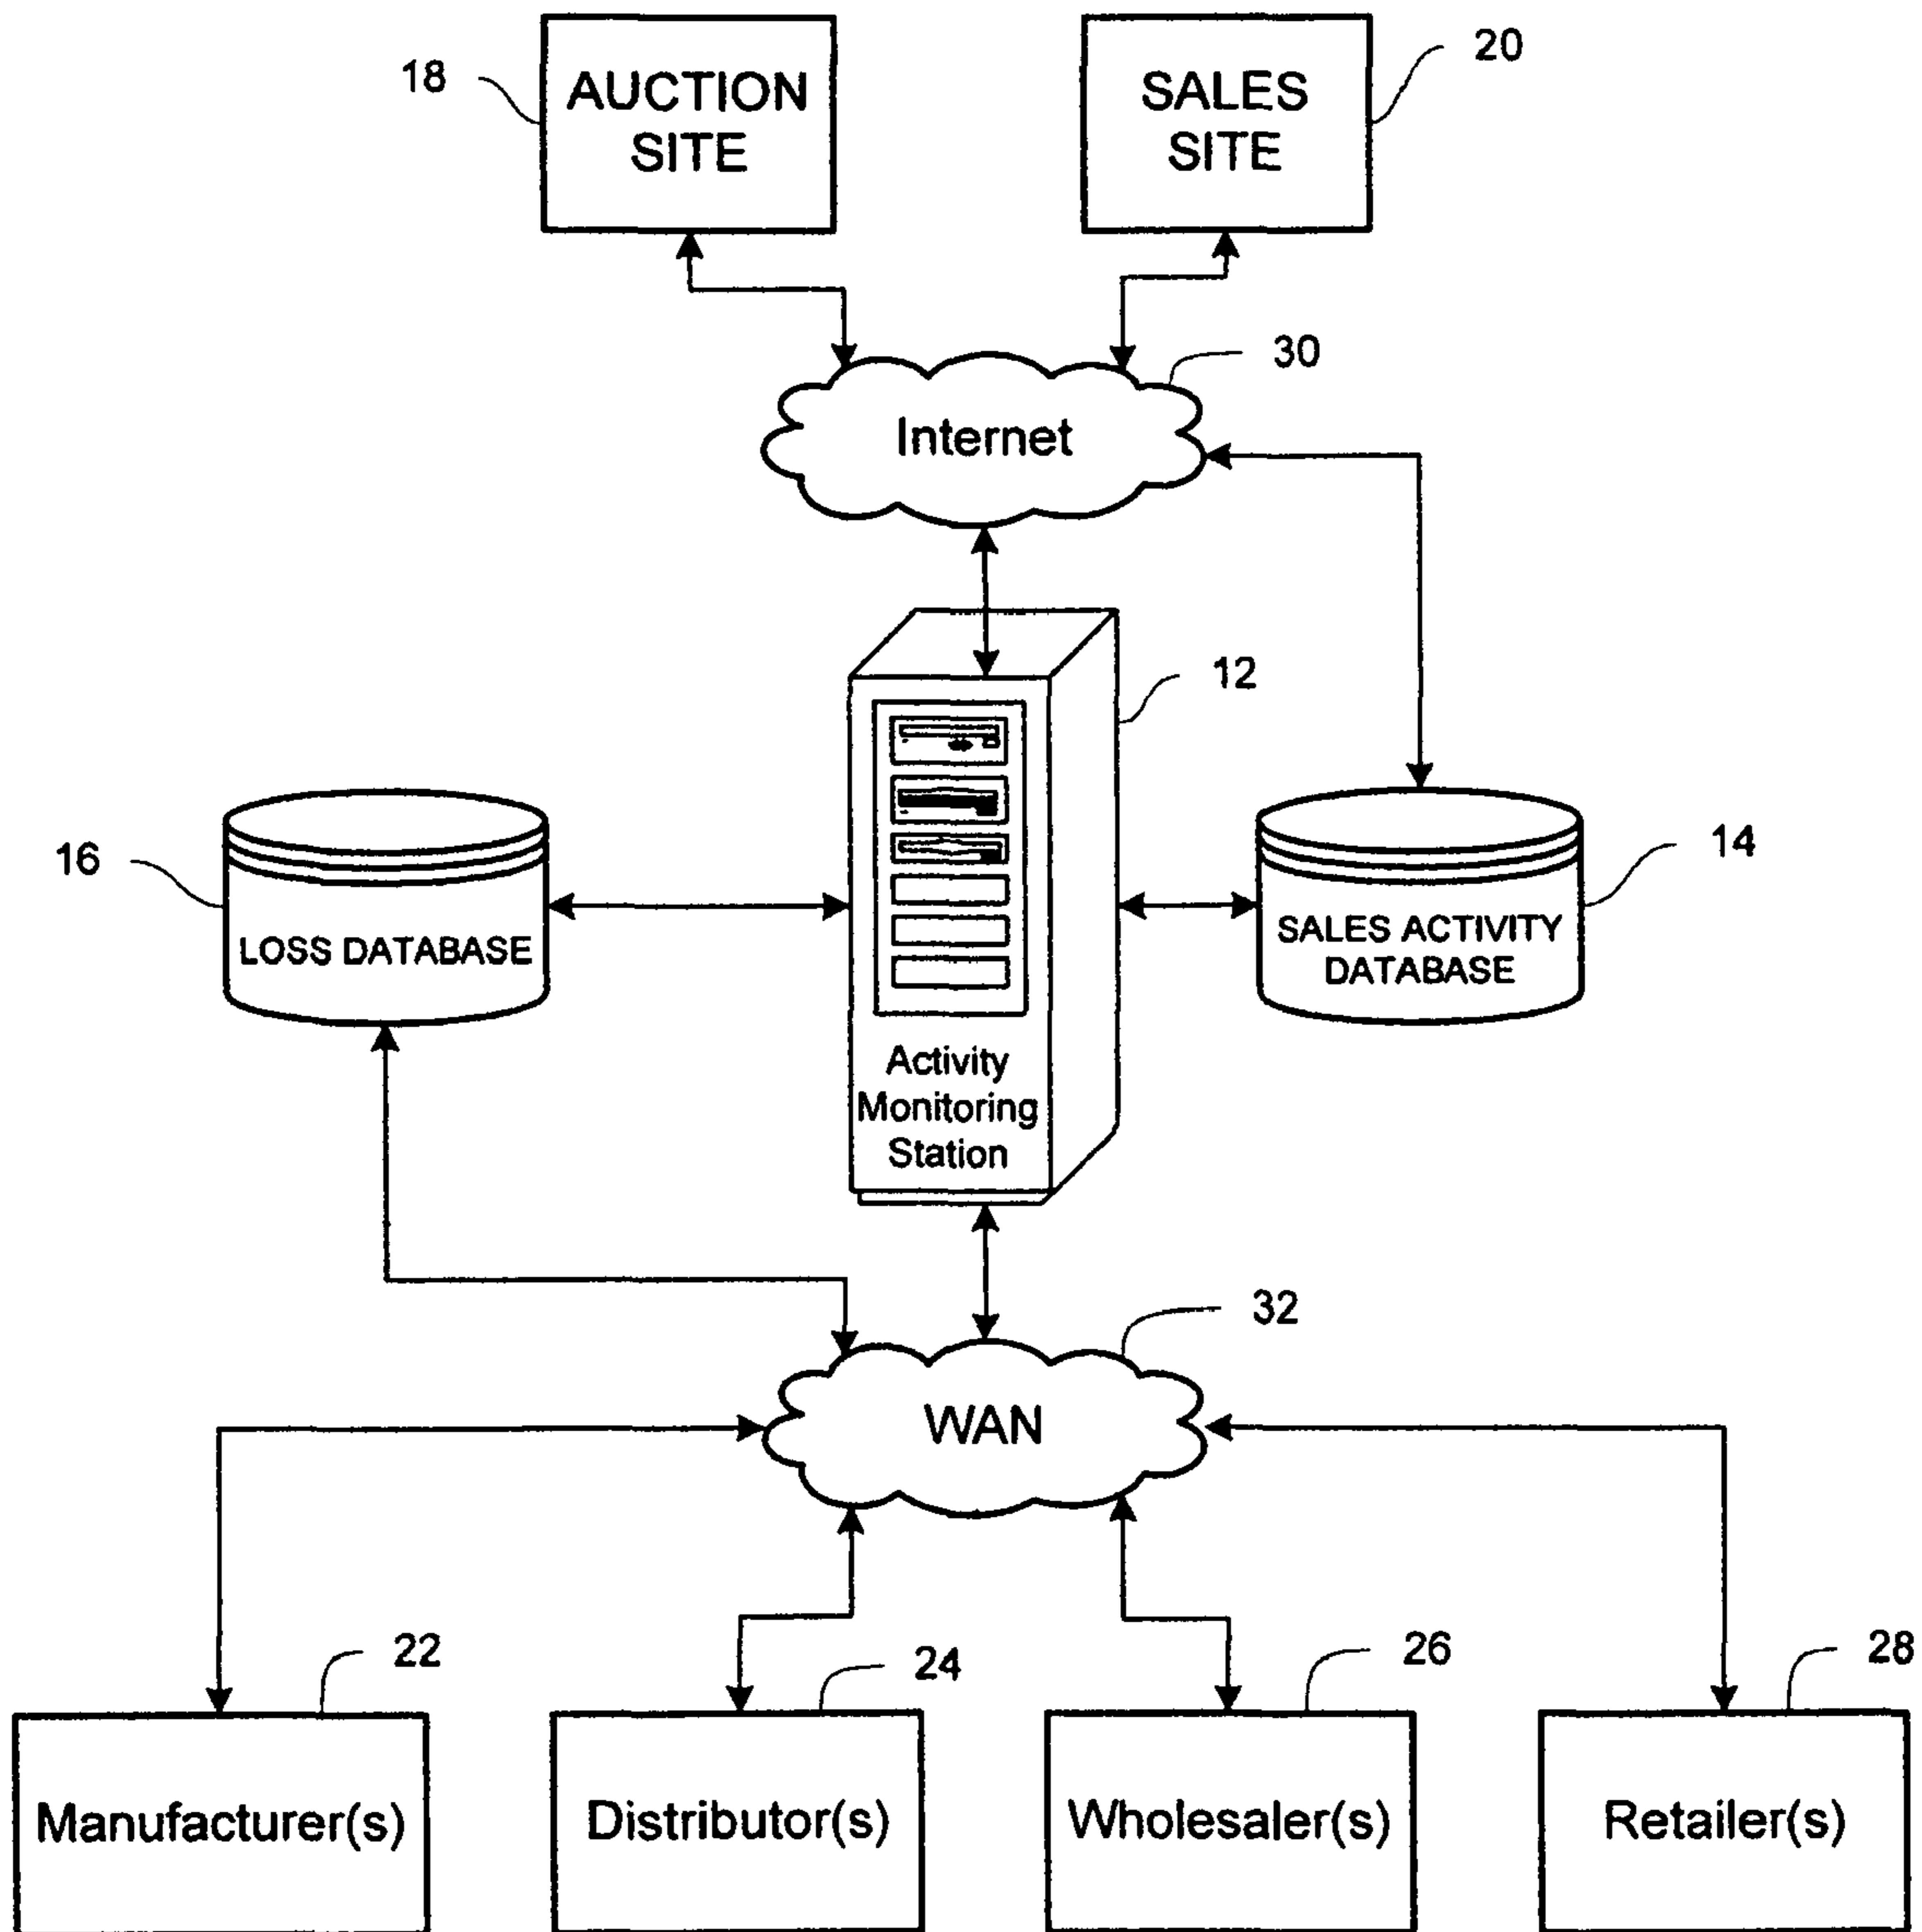 18
AUCTION
SITE
SALES
SITE
20
30
Internet
12
16
LOSS DATABASE
14
SALES ACTIVITY
DATABASE
Activity
Monitoring
Station
32
WAN
22
24
26
28
Manufacturer(s)
Distributor(s)
Wholesaler(s)
Retailer(s)